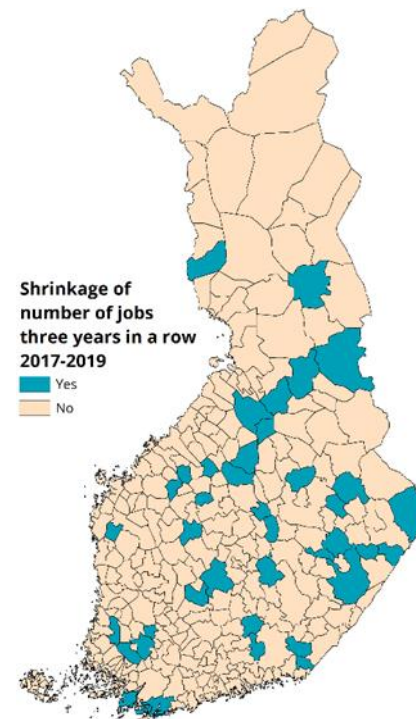 Shrinkage of
number of jobs
three years in a row
2017-2019
Yes
No